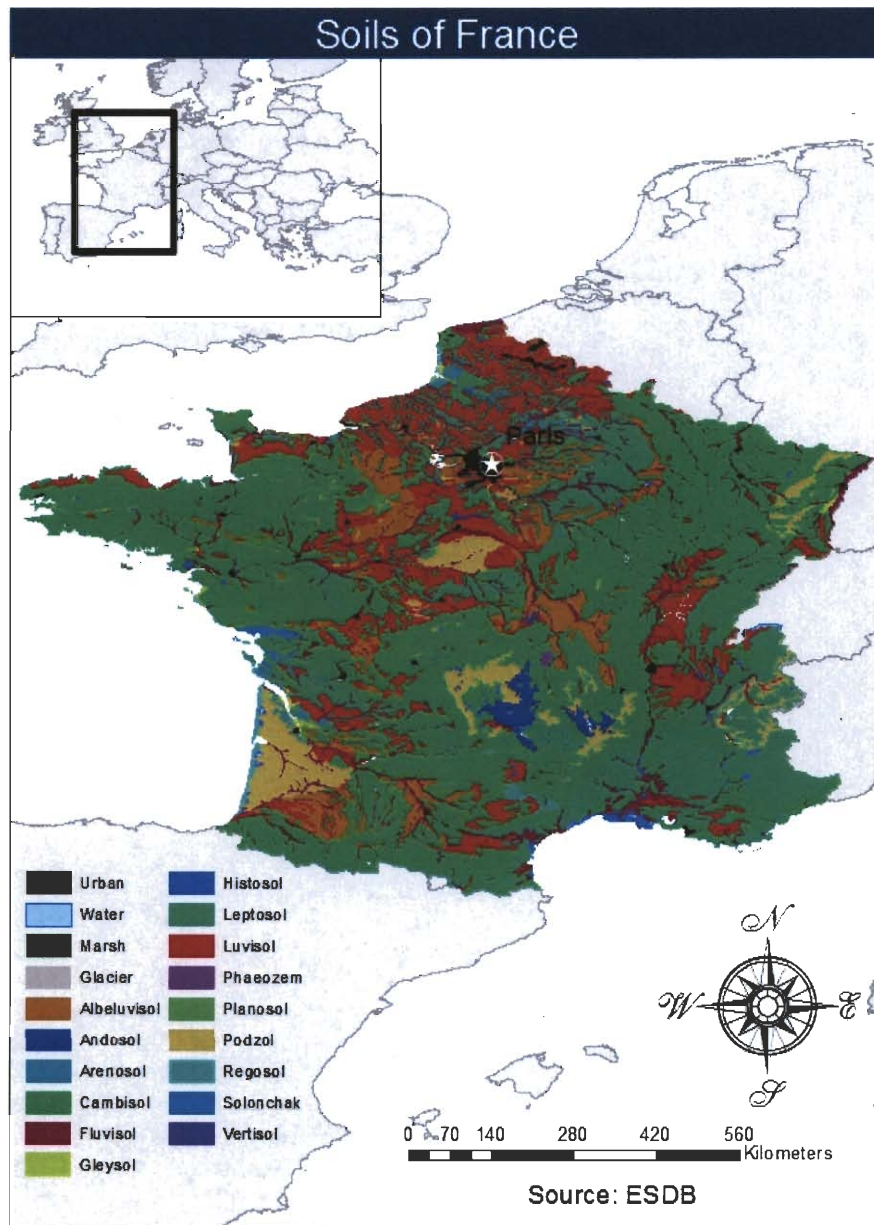 Soils of France
Paris
Urban
Water
Marsh
Glacier
Albeluvisol
Andosol
Arenosol
Cambisol
Fluvisol
Gleysol
Histosol
Leptosol
Luvisol
Phaeozem
Planosol
Podzol
Regosol
Solonchak
Vertisol
N
W E
S
0 70 140 280 420 560
Kilometers
Source: ESDB